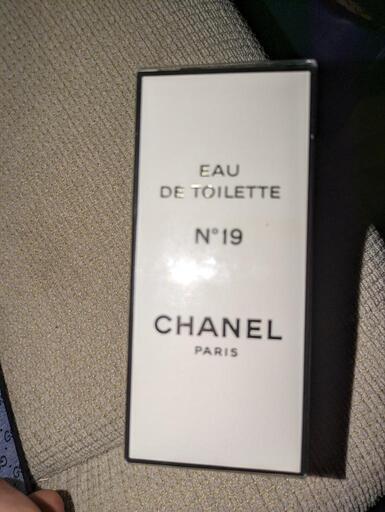 EAU
DE TOILETTE
N°19
CHANEL
PARIS